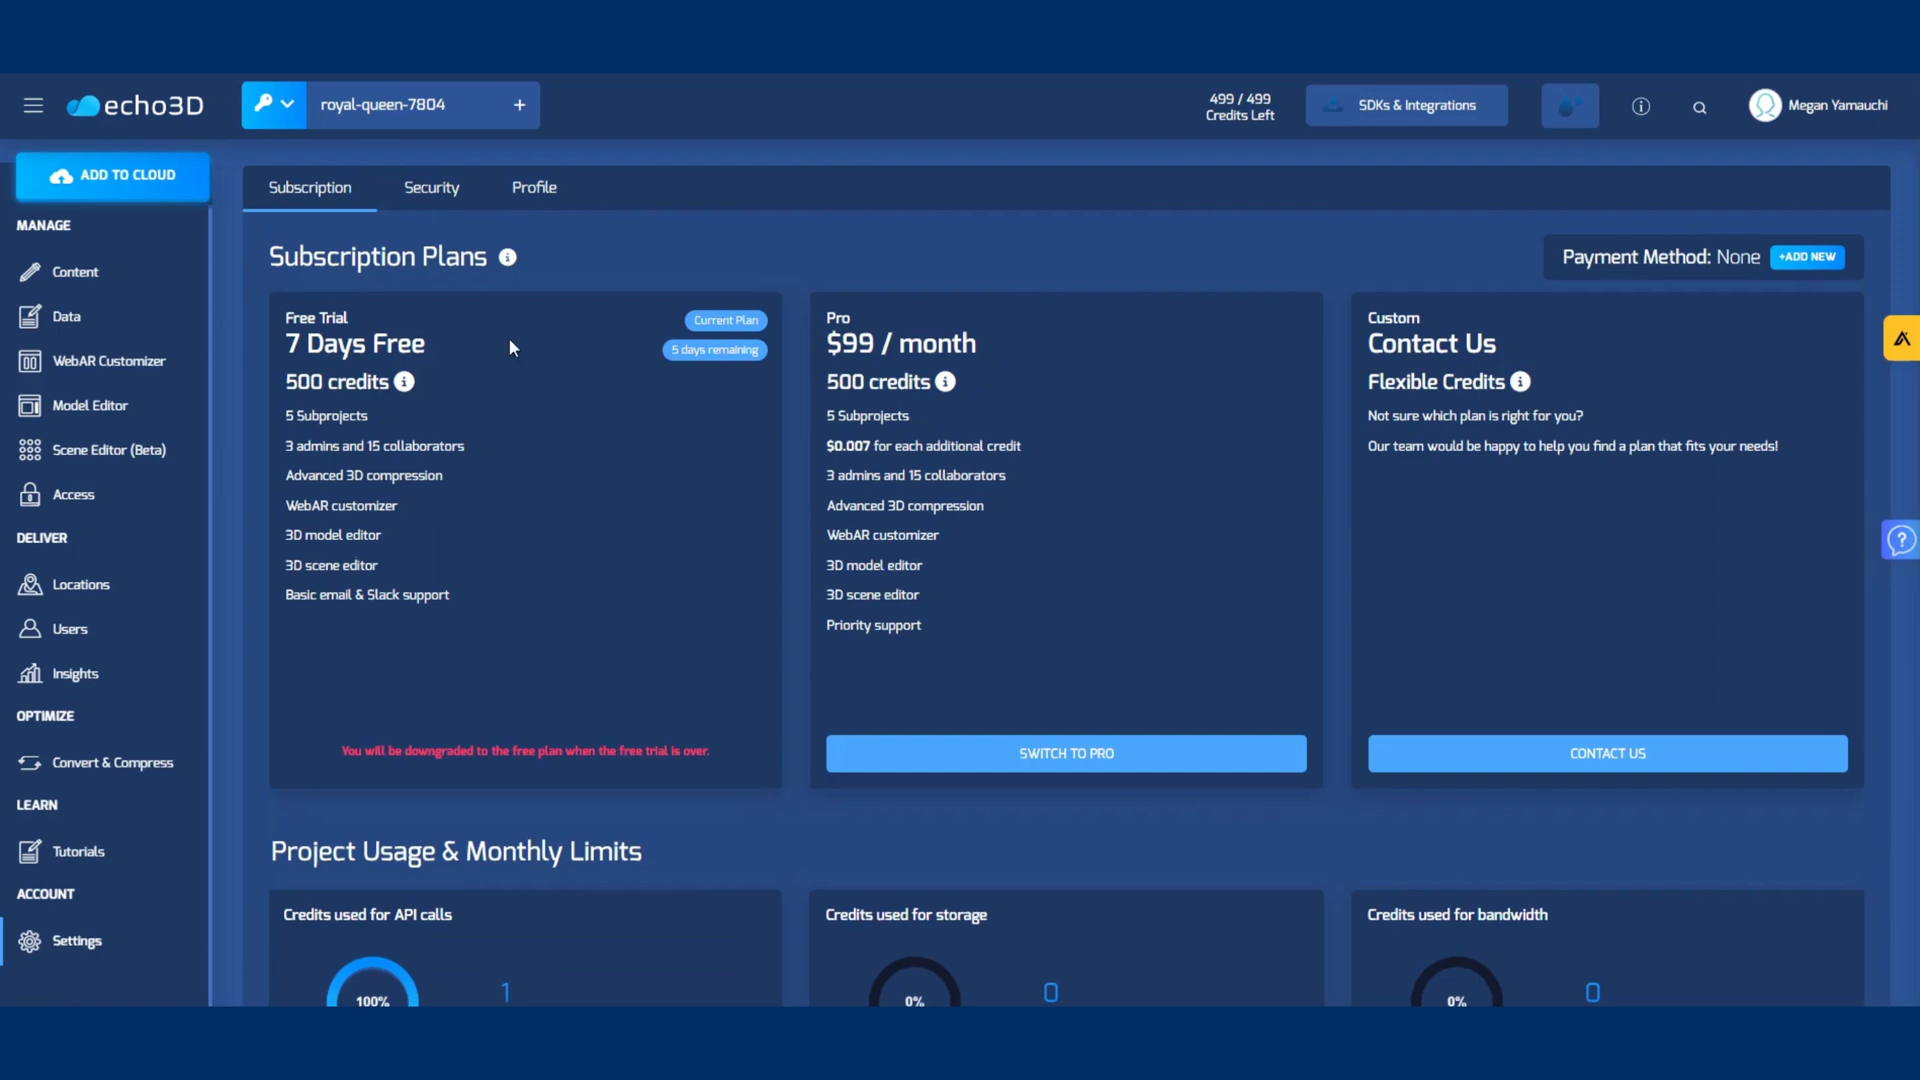 echo3D
royal-queen-7804
+
499 / 499
Credits Left
SDKs & Integrations
Megan Yamauchi
ADD TO CLOUD
MANAGE
Content
Data
WebAR Customizer
Model Editor
Scene Editor (Beta)
Access
DELIVER
Locations
Users
Insights
OPTIMIZE
Convert & Compress
LEARN
Tutorials
ACCOUNT
Settings
Subscription
Security
Profile
Subscription Plans
Payment Method: None
+ADD NEW
Free Trial
Current Plan
7 Days Free
5 days remaining
500 credits
5 Subprojects
3 admins and 15 collaborators
Advanced 3D compression
WebAR customizer
3D model editor
3D scene editor
Basic email & Slack support
You will be downgraded to the free plan when the free trial is over.
Pro
$99 / month
500 credits
5 Subprojects
$0.007 for each additional credit
3 admins and 15 collaborators
Advanced 3D compression
WebAR customizer
3D model editor
3D scene editor
Priority support
SWITCH TO PRO
Custom
Contact Us
Flexible Credits
Not sure which plan is right for you?
Our team would be happy to help you find a plan that fits your needs!
CONTACT US
Project Usage & Monthly Limits
Credits used for API calls
100%
1
Credits used for storage
0%
0
Credits used for bandwidth
0%
0